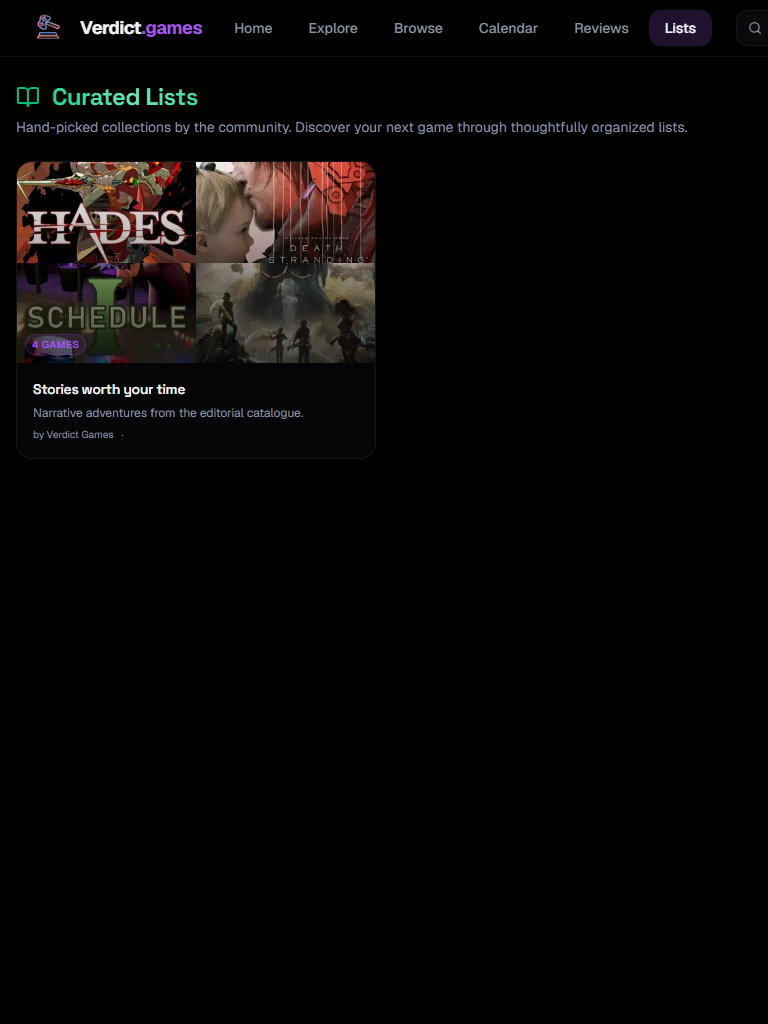 Verdict.games Home Explore Browse Calendar Reviews Lists
Curated Lists
Hand-picked collections by the community. Discover your next game through thoughtfully organized lists.
HADES
DEATH
STRANDING
SCHEDULE
I
4 GAMES
Stories worth your time
Narrative adventures from the editorial catalogue.
by Verdict Games ·